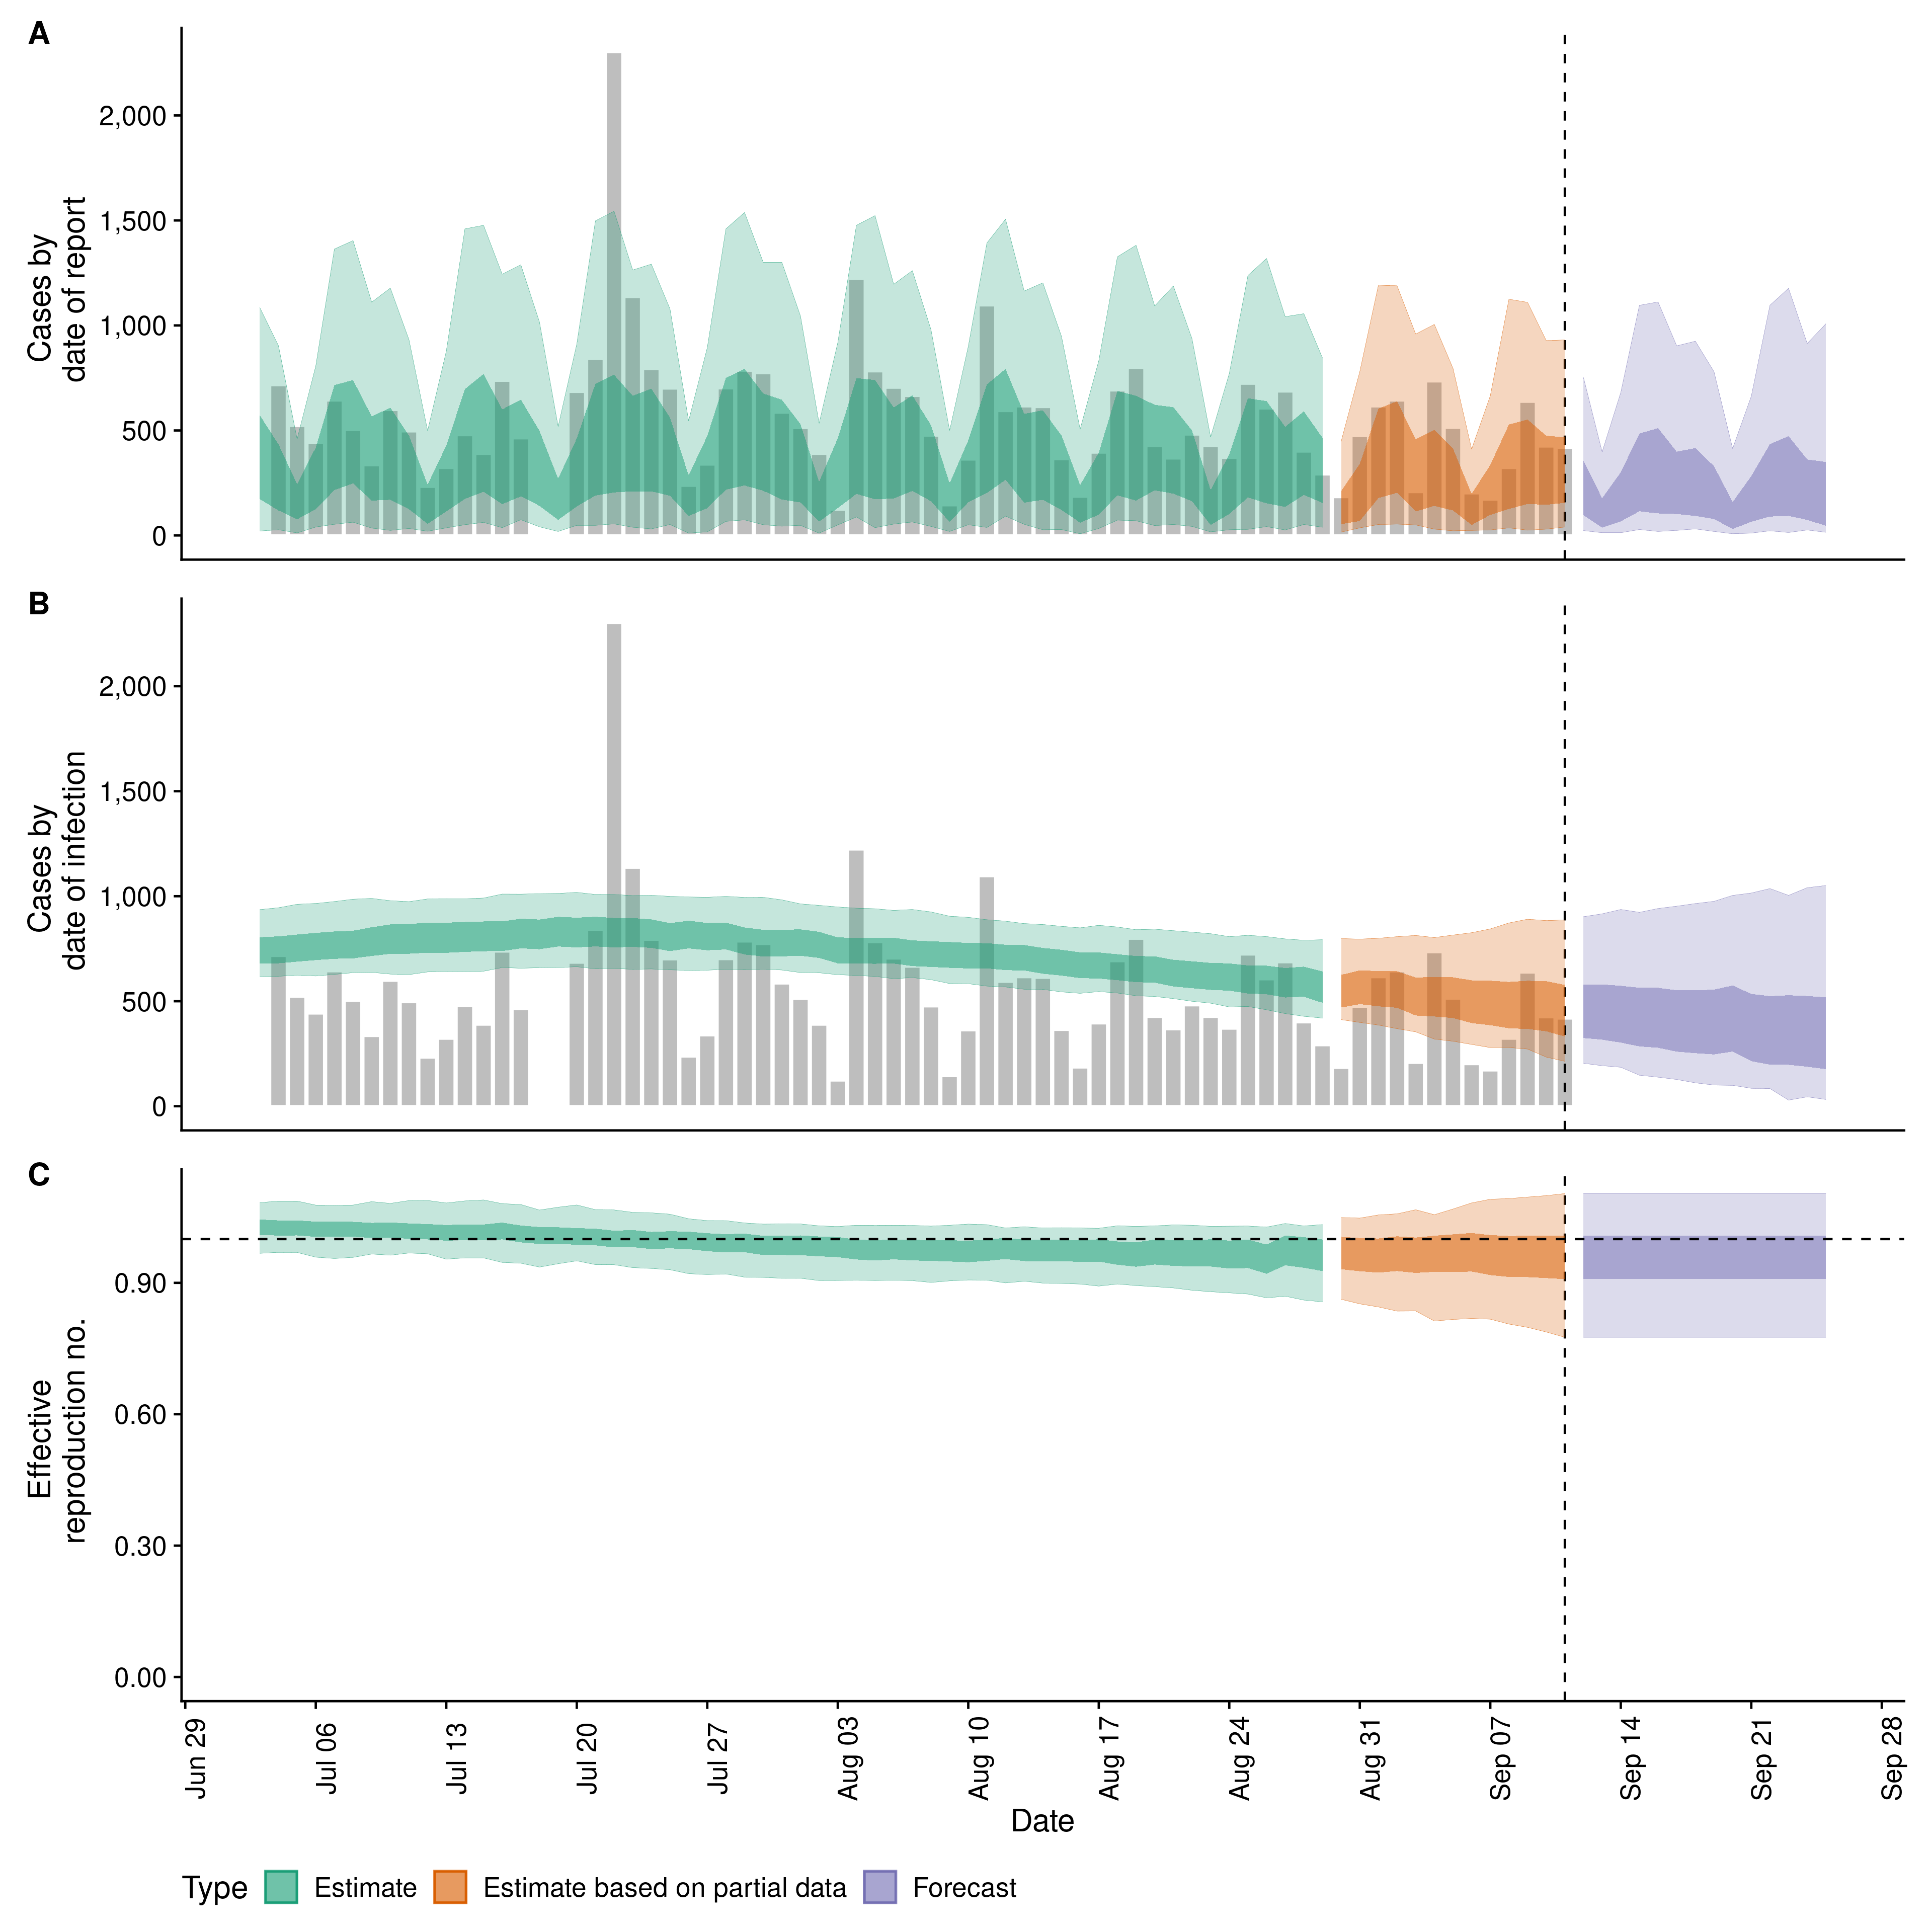 A
Cases by
date of report
2,000
1,500
1,000
500
0
B
Cases by
date of infection
2,000
1,500
1,000
500
0
C
Effective
reproduction no.
0.90
0.60
0.30
0.00
Jun 29
Jul 06
Jul 13
Jul 20
Jul 27
Aug 03
Aug 10
Aug 17
Aug 24
Aug 31
Sep 07
Sep 14
Sep 21
Sep 28
Date
Type Estimate Estimate based on partial data Forecast